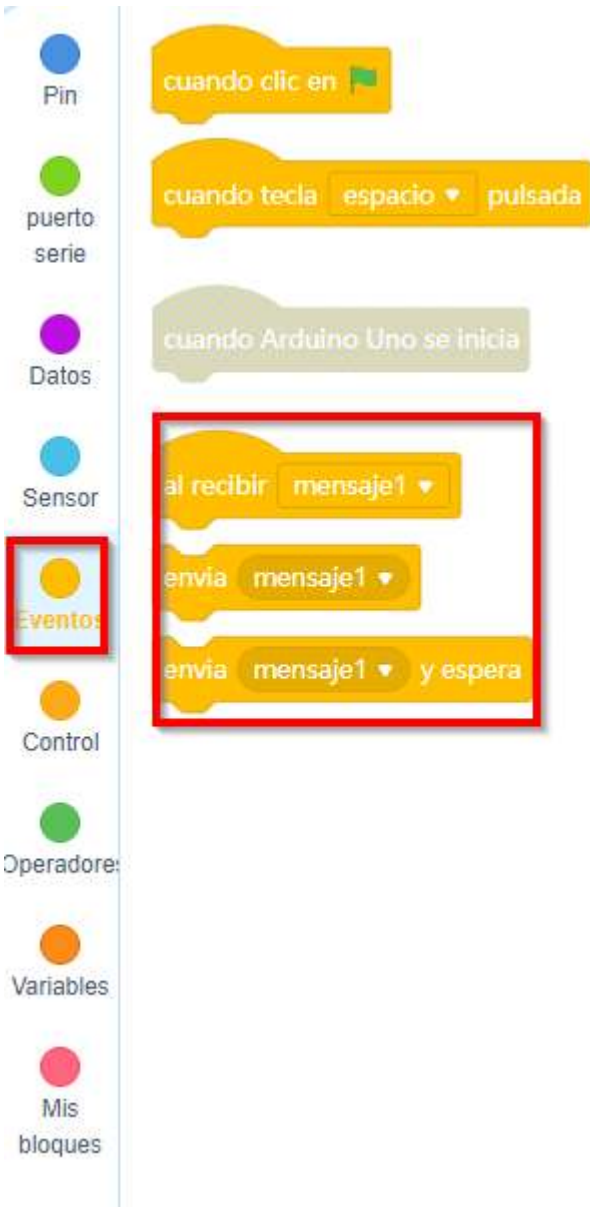 Pin
puerto
serie
Datos
Sensor
Eventos
Control
Operadores
Variables
Mis
bloques
cuando clic en
cuando tecla espacio pulsada
cuando Arduino Uno se inicia
al recibir mensaje1
envia mensaje1
envia mensaje1 y espera